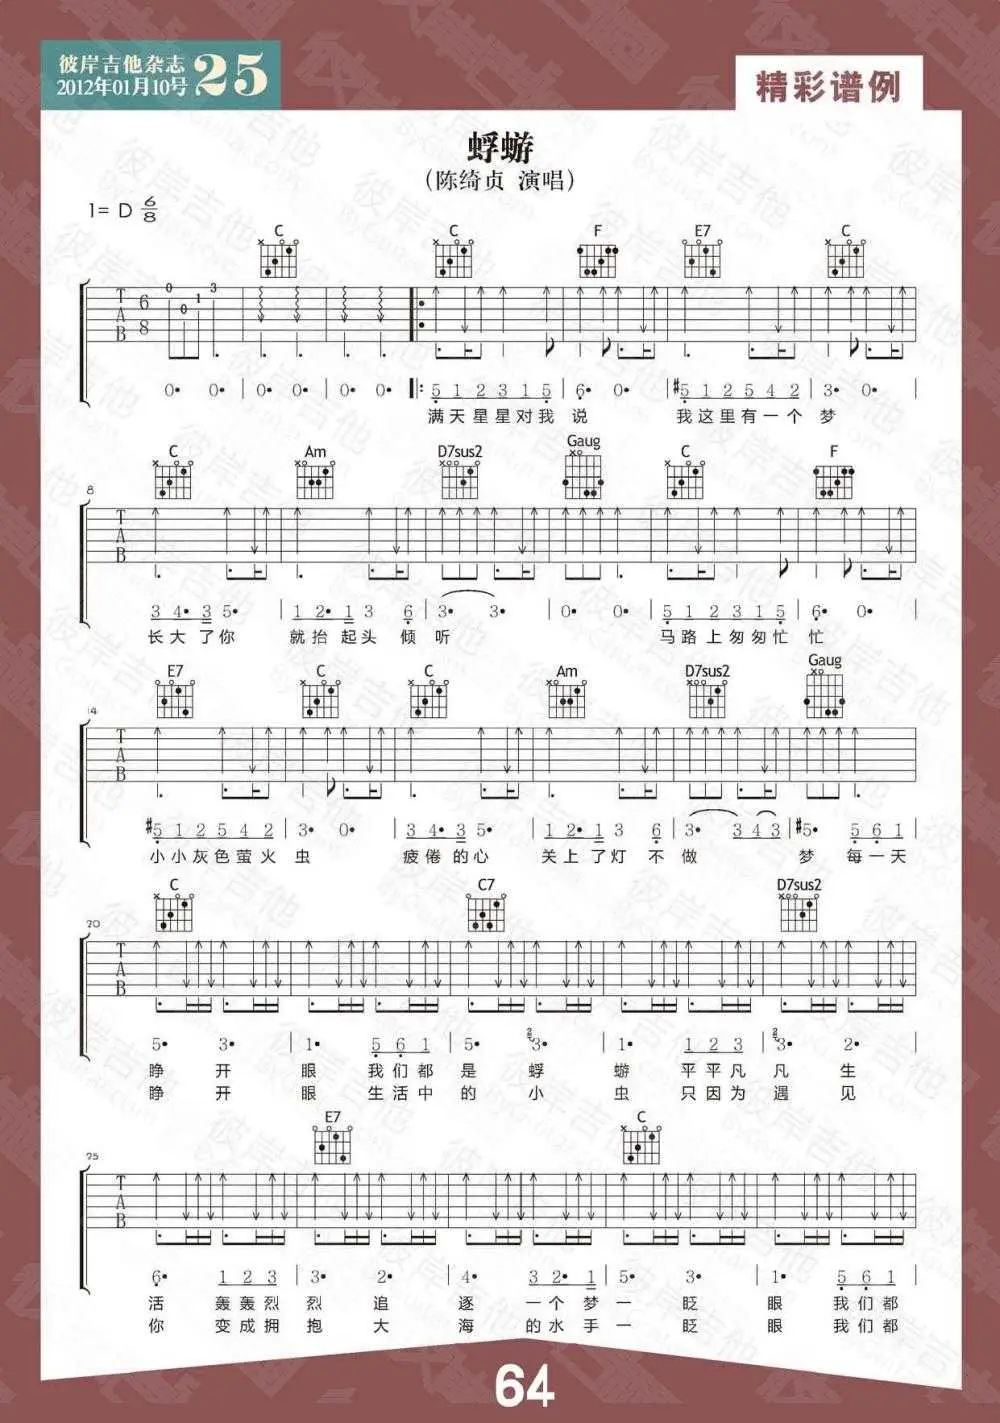 彼岸吉他杂志
2012年01月10号
25
精彩谱例
蜉蝣
(陈绮贞 演唱)
1= D 6/8
C C F E7 C
0 0 1 3
T A B 6 8
0• 0• 0• 0• 0• 0• 5 1 2 3 1 5 6• 0• #5 1 2 5 4 2 3• 0•
满天星星对我 说 我这里有一个 梦
C Am D7sus2 Gaug C F
8
T A B
3 4• 3 5• 1 2• 1 3 6 3• 3• 0• 0• 5 1 2 3 1 5 6• 0•
长大了你 就抬起头 倾 听 马路上匆匆忙 忙
E7 C C Am D7sus2 Gaug
14
T A B
#5 1 2 5 4 2 3• 0• 3 4• 3 5• 1 2• 1 3 6 3• 3 4 3 #5• 5 6 1
小小灰色萤火 虫 疲倦的心 关上了灯 不 做 梦 每一天
C C7 D7sus2
20
T A B
5• 3• 1• 5 6 1 5• 3• 1• 1 2 3 3• 2•
睁 开 眼 我们都 是 蜉 蝣 平平凡 凡 生
睁 开 眼 生活中 的 小 虫 只因为 遇 见
E7 C
25
T A B
6• 1 2 3 3• 2• 4• 3 2• 1 5• 3• 1• 5 6 1
活 轰轰烈 烈 追 逐 一个梦 一 眨 眼 我们都
你 变成拥 抱 大 海 的水手 一 眨 眼 我们都
64